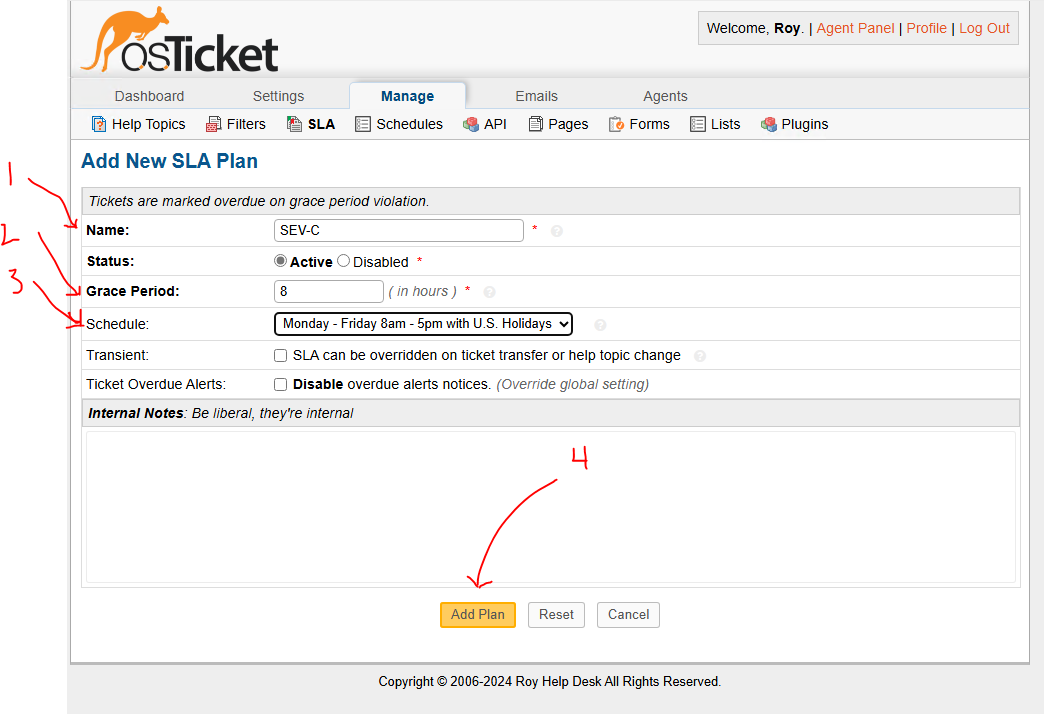 osTicket
Welcome, Roy. | Agent Panel | Profile | Log Out
Dashboard Settings Manage Emails Agents
Help Topics Filters SLA Schedules API Pages Forms Lists Plugins
Add New SLA Plan
1
Tickets are marked overdue on grace period violation.
Name: SEV-C *
2
Status: Active Disabled *
3
Grace Period: 8 ( in hours ) *
Schedule: Monday - Friday 8am - 5pm with U.S. Holidays
Transient: SLA can be overridden on ticket transfer or help topic change
Ticket Overdue Alerts: Disable overdue alerts notices. (Override global setting)
Internal Notes: Be liberal, they're internal
4
Add Plan Reset Cancel
Copyright © 2006-2024 Roy Help Desk All Rights Reserved.